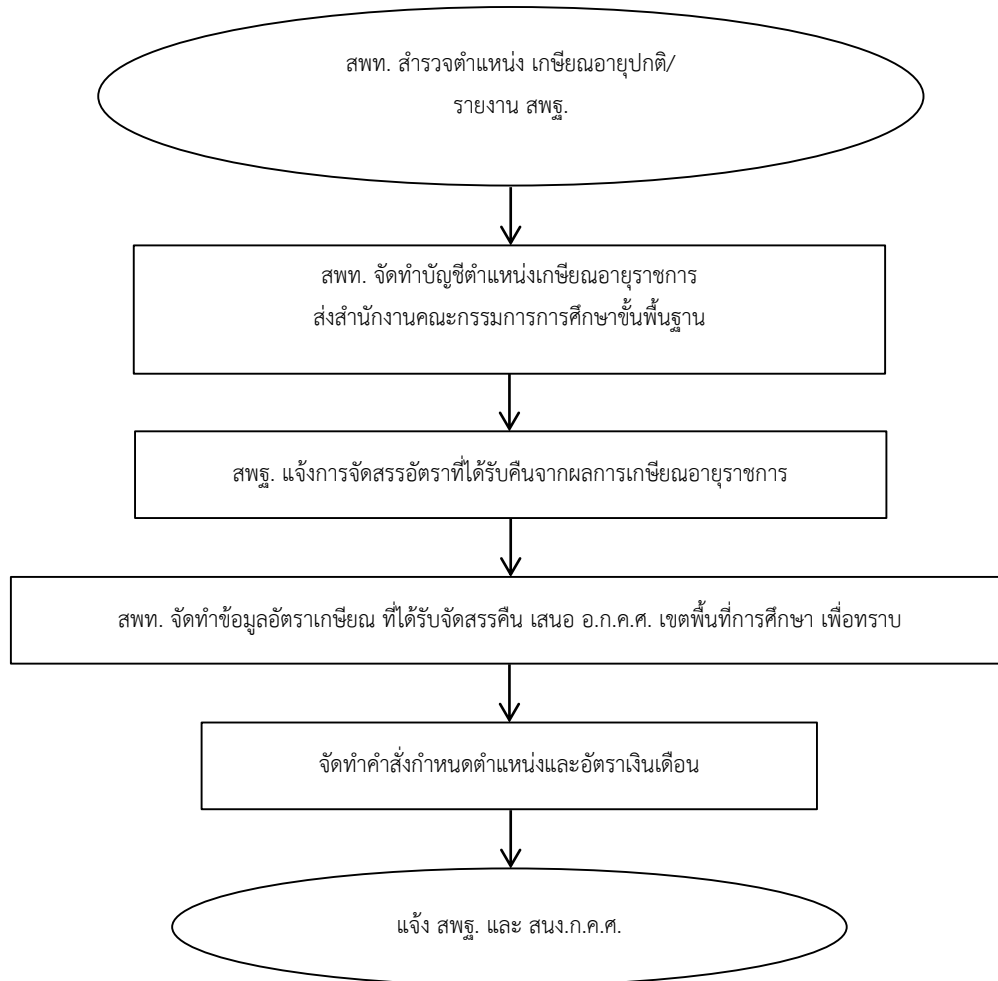 สพท. สำรวจตำแหน่ง เกษียณอายุปกติ/
รายงาน สพฐ.
สพท. จัดทำบัญชีตำแหน่งเกษียณอายุราชการ
ส่งสำนักงานคณะกรรมการการศึกษาขั้นพื้นฐาน
สพฐ. แจ้งการจัดสรรอัตราที่ได้รับคืนจากผลการเกษียณอายุราชการ
สพท. จัดทำข้อมูลอัตราเกษียณ ที่ได้รับจัดสรรคืน เสนอ อ.ก.ค.ศ. เขตพื้นที่การศึกษา เพื่อทราบ
จัดทำคำสั่งกำหนดตำแหน่งและอัตราเงินเดือน
แจ้ง สพฐ. และ สนง.ก.ค.ศ.